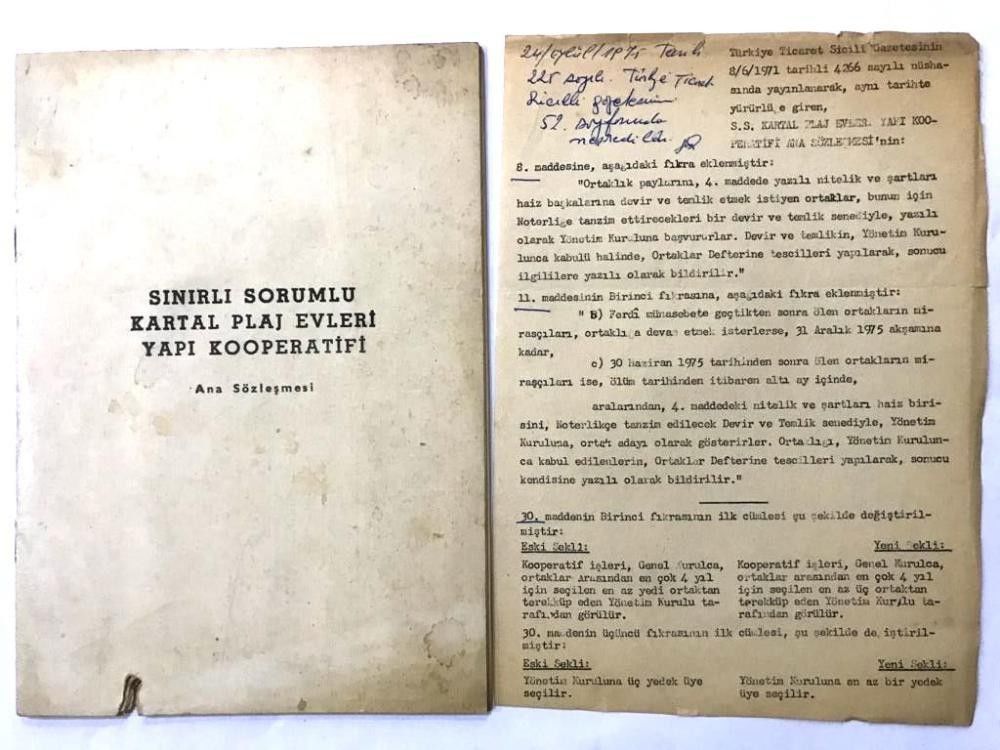 SINIRLI SORUMLU
KARTAL PLAJ EVLERİ
YAPI KOOPERATİFİ
Ana Sözleşmesi
24/eylül/1975 Tarih
225 sayılı Türkiye Ticaret
Sicilli gazetesinin
52. sayfasında
neşredildi.
Türkiye Ticaret Sicili Gazetesinin
8/6/1971 tarihli 4266 sayılı nüsha-
sında yayınlanarak, aynı tarihte
yürürlüğe giren,
S.S. KARTAL PLAJ EVLERİ YAPI KOO-
PERATİFİ ANA SÖZLEŞMESİ'nin:
8. maddesine, aşağıdaki fıkra eklenmiştir:
"Ortaklık paylarını, 4. maddede yazılı nitelik ve şartları
haiz başkalarına devir ve temlik etmek istiyen ortaklar, bunun için
Noterliğe tanzim ettirecekleri bir devir ve temlik senediyle, yazılı
olarak Yönetim Kuruluna başvururlar. Devir ve temlikin, Yönetim Kuru-
lunca kabulü halinde, Ortaklar Defterine tescilleri yapılarak, sonucu
ilgililere yazılı olarak bildirilir."
11. maddesinin Birinci fıkrasına, aşağıdaki fıkra eklenmiştir:
" B) Ferdî münasebete geçtikten sonra ölen ortakların mi-
rasçıları, ortaklığa devam etmek isterlerse, 31 Aralık 1975 akşamına
kadar,
c) 30 haziran 1975 tarihinden sonra ölen ortakların mi-
raşçıları ise, ölüm tarihinden itibaren altı ay içinde,
aralarından, 4. maddedeki nitelik ve şartları haiz biri-
sini, Noterlikçe tanzim edilecek Devir ve Temlik senediyle, Yönetim
Kuruluna, ortak adayı olarak gösterirler. Ortaklığı, Yönetim Kurulun-
ca kabul edilenlerin, Ortaklar Defterine tescilleri yapılarak, sonucu
kendisine yazılı olarak bildirilir."
30. maddenin Birinci fıkrasının ilk cümlesi şu şekilde değiştiril-
miştir:
Eski Şekli:
Kooperatif işleri, Genel Kurulca,
ortaklar arasından en çok 4 yıl
için seçilen en az yedi ortaktan
terekküp eden Yönetim Kurulu ta-
rafından görülür.
Yeni Şekli:
Kooperatif işleri, Genel Kurulca,
ortaklar arasından en çok 4 yıl
için seçilen en az üç ortaktan
terekküp eden Yönetim Kurulu ta-
rafından görülür.
30. maddenin üçüncü fıkrasının ilk cümlesi, şu şekilde değiştiril-
miştir:
Eski Şekli:
Yönetim Kuruluna üç yedek üye
seçilir.
Yeni Şekli:
Yönetim Kuruluna en az bir yedek
üye seçilir.